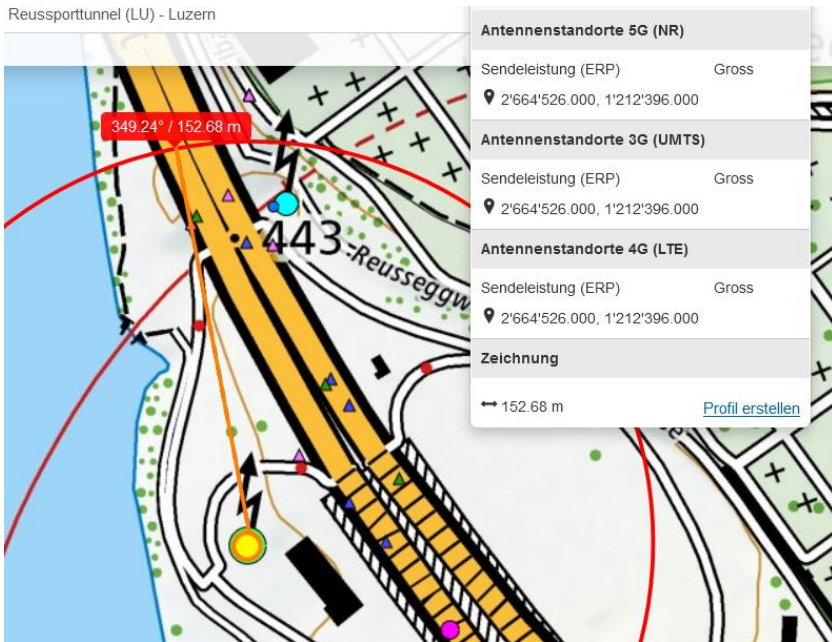 Reussporttunnel (LU) - Luzern
Antennenstandorte 5G (NR)
Sendeleistung (ERP) Gross
2'664'526.000, 1'212'396.000
Antennenstandorte 3G (UMTS)
Sendeleistung (ERP) Gross
2'664'526.000, 1'212'396.000
Antennenstandorte 4G (LTE)
Sendeleistung (ERP) Gross
2'664'526.000, 1'212'396.000
Zeichnung
152.68 m Profil erstellen
349.24° / 152.68 m
443
Reusseggw